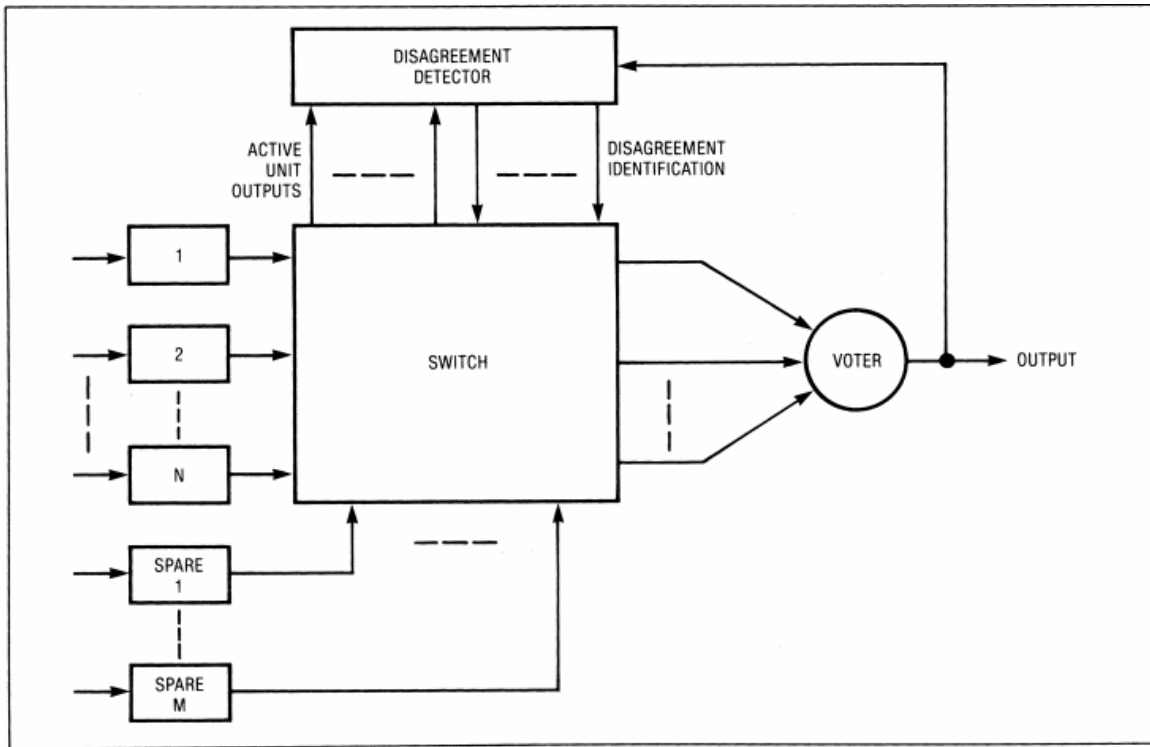 DISAGREEMENT
DETECTOR
ACTIVE
UNIT
OUTPUTS
DISAGREEMENT
IDENTIFICATION
1
2
N
SWITCH
VOTER
OUTPUT
SPARE
1
SPARE
M